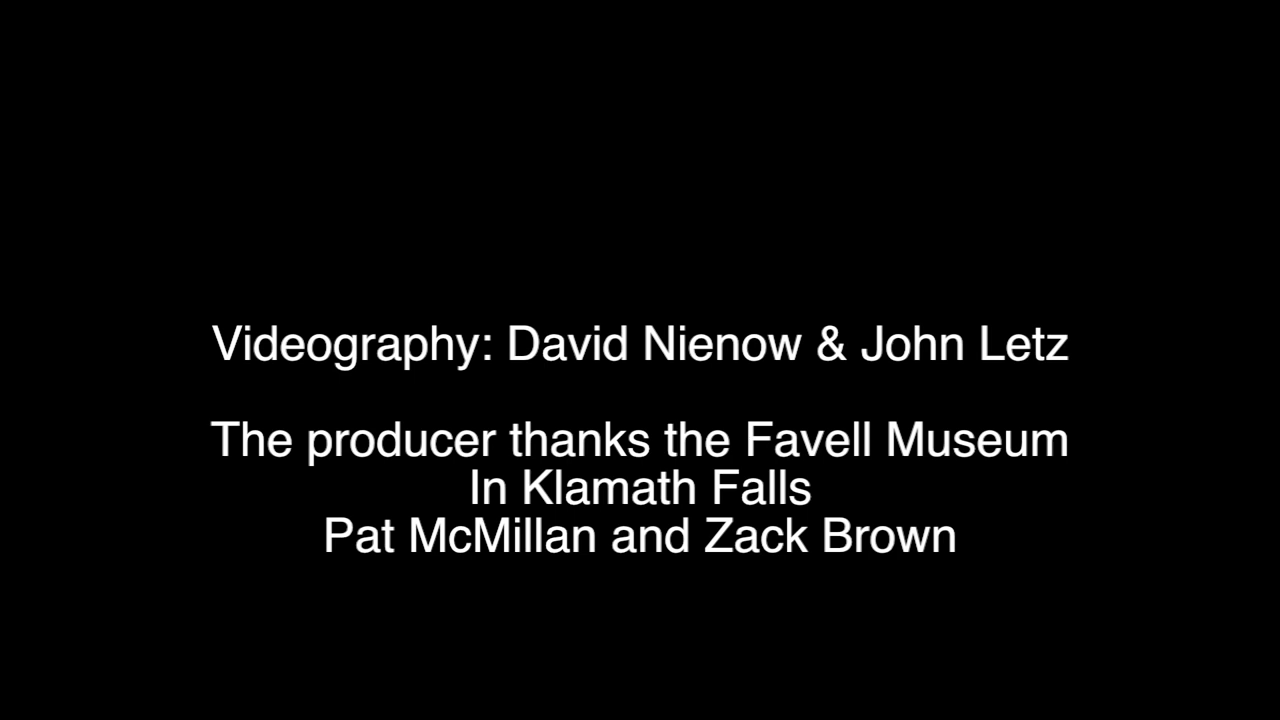 Videography: David Nienow & John Letz
The producer thanks the Favell Museum
In Klamath Falls
Pat McMillan and Zack Brown